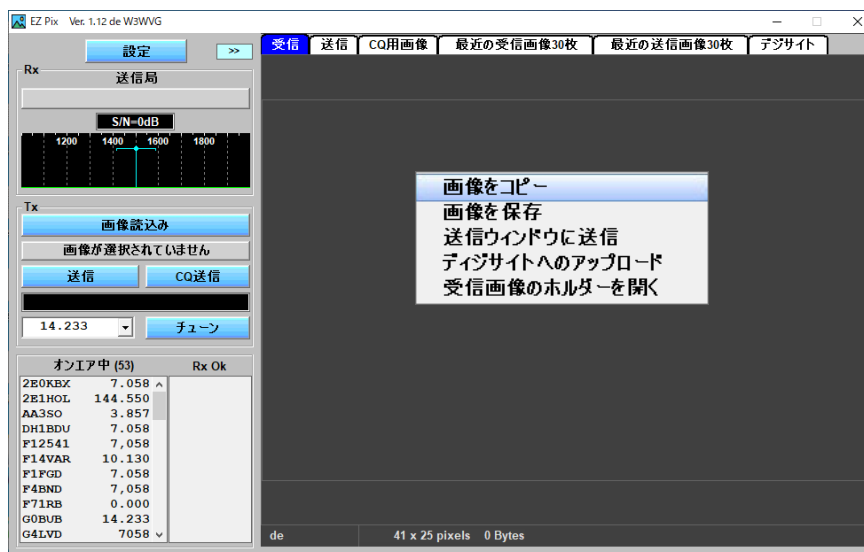 EZ Pix Ver. 1.12 de W3WVG
設定
>>
Rx
送信局
S/N=0dB
1200 1400 1600 1800
Tx
画像読込み
画像が選択されていません
送信 CQ送信
14.233 チューン
オンエア中 (53) Rx Ok
2E0KBX 7.058
2E1HOL 144.550
AA3SO 3.857
DH1BDU 7.058
F12541 7,058
F14VAR 10.130
F1FGD 7.058
F4BND 7,058
F71RB 0.000
G0BUB 14.233
G4LVD 7058
受信 送信 CQ用画像 最近の受信画像30枚 最近の送信画像30枚 デジサイト
画像をコピー
画像を保存
送信ウィンドウに送信
ディジサイトへのアップロード
受信画像のホルダーを開く
de 41 x 25 pixels 0 Bytes